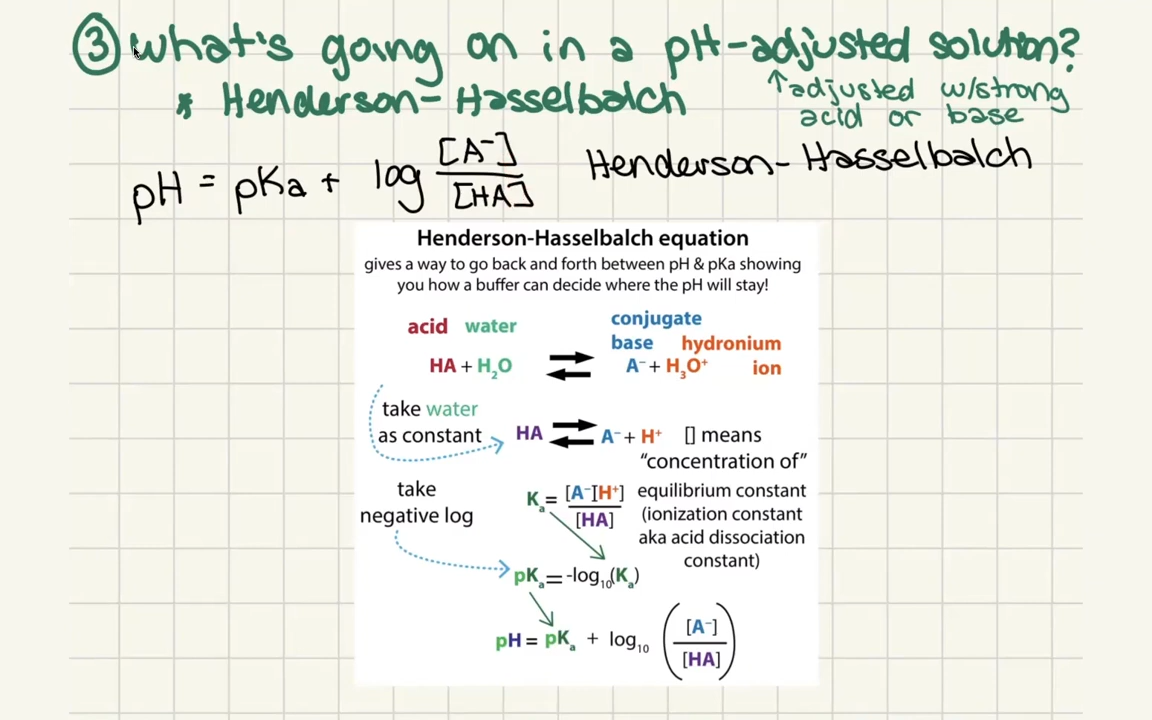 ③ what's going on in a pH-adjusted solution?
* Henderson-Hasselbalch
↑adjusted w/strong
acid or base
pH = pKa + log [A⁻]/[HA]
Henderson-Hasselbalch
Henderson-Hasselbalch equation
gives a way to go back and forth between pH & pKa showing
you how a buffer can decide where the pH will stay!
acid water
conjugate
base hydronium
ion
HA + H₂O ⇌ A⁻ + H₃O⁺
take water
as constant
HA ⇌ A⁻ + H⁺
[] means
"concentration of"
take
negative log
Kₐ = [A⁻][H⁺]/[HA]
equilibrium constant
(ionization constant
aka acid dissociation
constant)
pKₐ = -log₁₀(Kₐ)
pH = pKₐ + log₁₀ ([A⁻]/[HA])